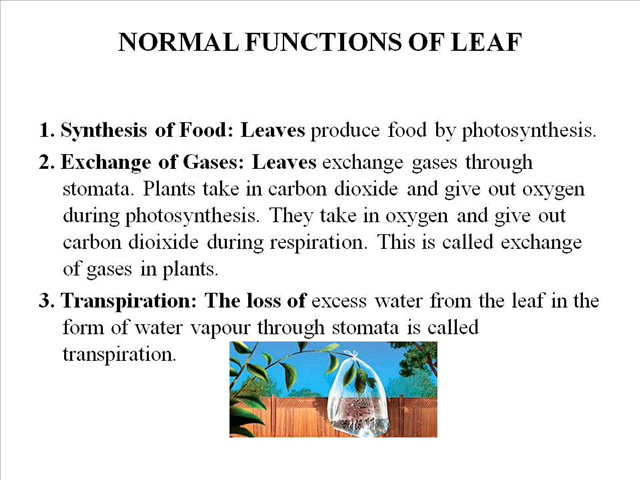 NORMAL FUNCTIONS OF LEAF
1. Synthesis of Food: Leaves produce food by photosynthesis.
2. Exchange of Gases: Leaves exchange gases through
stomata. Plants take in carbon dioxide and give out oxygen
during photosynthesis. They take in oxygen and give out
carbon dioixide during respiration. This is called exchange
of gases in plants.
3. Transpiration: The loss of excess water from the leaf in the
form of water vapour through stomata is called
transpiration.